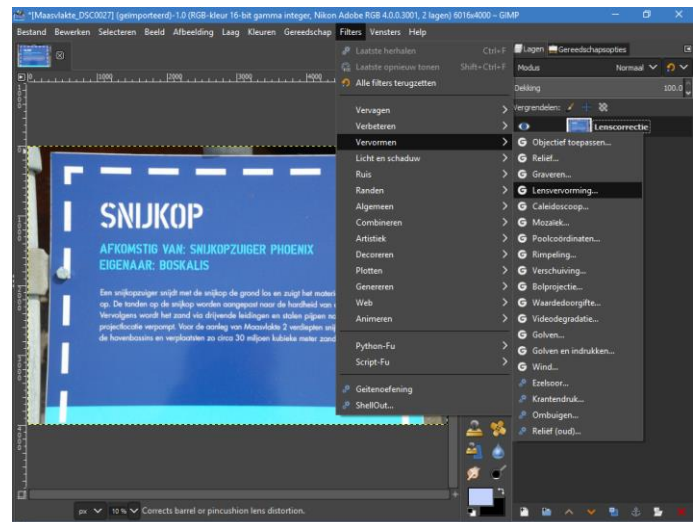 *[Maasvlakte_DSC0027] (geïmporteerd)-1.0 (RGB-kleur 16-bit gamma integer, Nikon Adobe RGB 4.0.0.3001, 2 lagen) 6016x4000 – GIMP
Bestand Bewerken Selecteren Beeld Afbeelding Laag Kleuren Gereedschap Filters Vensters Help
Laatste herhalen Ctrl+F
Laatste opnieuw tonen Shift+Ctrl+F
Alle filters terugzetten
Vervagen
Verbeteren
Vervormen
Licht en schaduw
Ruis
Randen
Algemeen
Combineren
Artistiek
Decoreren
Plotten
Genereren
Web
Animeren
Python-Fu
Script-Fu
Geitenoefening
ShellOut...
Objectief toepassen...
Reliëf...
Graveren...
Lensvervorming...
Caleidoscoop...
Mozaïek...
Poolcoördinaten...
Rimpeling...
Verschuiving...
Bolprojectie...
Waardedoorgifte...
Videodegratie...
Golven...
Golven en indrukken...
Wind...
Ezelsoor...
Krantendruk...
Ombuigen...
Reliëf (oud)...
Lagen Gereedschapsopties
Modus Normaal
Dekking 100.0
Vergrendelen:
Lenscorrectie
1000 2000 3000 4000
SNIJKOP
AFKOMSTIG VAN: SNIJKOPZUIGER PHOENIX
EIGENAAR: BOSKALIS
Een snijkopzuiger snijdt met de snijkop de grond los en zuigt het materi
op. De tanden op de snijkop worden aangepast naar de hardheid van
Vervolgens wordt het zand via drijvende leidingen en stalen pijpen na
projectlocatie verpompt. Voor de aanleg van Maasvlakte 2 verdiepten snij
de havenbassins en verplaatsten zo circa 30 miljoen kubieke meter zand
px 10 % Corrects barrel or pincushion lens distortion.